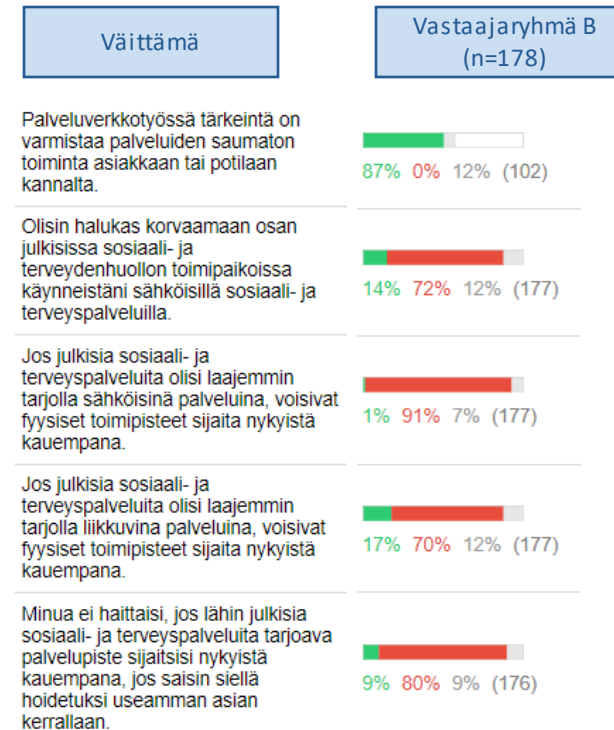 Väittämä
Vastaajaryhmä B
(n=178)
Palveluverkkotyössä tärkeintä on
varmistaa palveluiden saumaton
toiminta asiakkaan tai potilaan
kannalta.
87% 0% 12% (102)
Olisin halukas korvaamaan osan
julkisissa sosiaali- ja
terveydenhuollon toimipaikoissa
käynneistäni sähköisillä sosiaali- ja
terveyspalveluilla.
14% 72% 12% (177)
Jos julkisia sosiaali- ja
terveyspalveluita olisi laajemmin
tarjolla sähköisinä palveluina, voisivat
fyysiset toimipisteet sijaita nykyistä
kauempana.
1% 91% 7% (177)
Jos julkisia sosiaali- ja
terveyspalveluita olisi laajemmin
tarjolla liikkuvina palveluina, voisivat
fyysiset toimipisteet sijaita nykyistä
kauempana.
17% 70% 12% (177)
Minua ei haittaisi, jos lähin julkisia
sosiaali- ja terveyspalveluita tarjoava
palvelupiste sijaitsisi nykyistä
kauempana, jos saisin siellä
hoidetuksi useamman asian
kerrallaan.
9% 80% 9% (176)